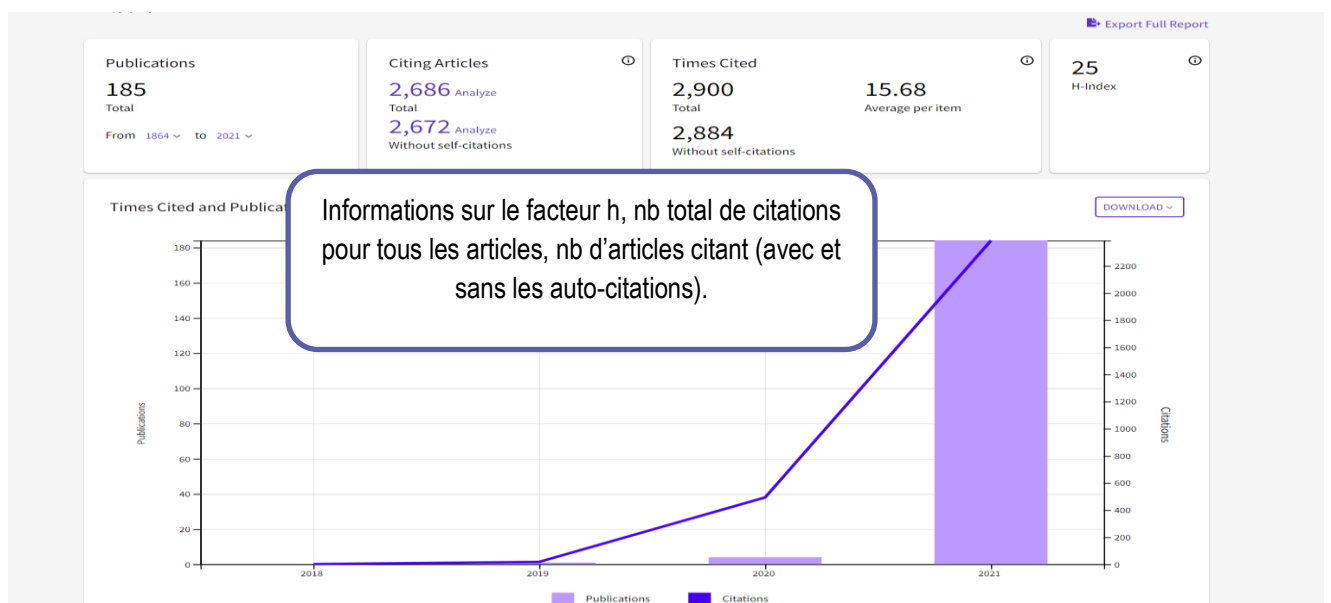 Export Full Report
Publications
185
Total
From 1864 to 2021
Citing Articles
2,686 Analyze
Total
2,672 Analyze
Without self-citations
Times Cited
2,900
Total
15.68
Average per item
2,884
Without self-citations
25
H-Index
Times Cited and
DOWNLOAD
Informations sur le facteur h, nb total de citations
pour tous les articles, nb d'articles citant (avec et
sans les auto-citations).
180
160
140
120
100
80
60
40
20
0
Publications
2200
2000
1800
1600
1400
1200
1000
800
600
400
200
0
Citations
2018
2019
2020
2021
Publications
Citations